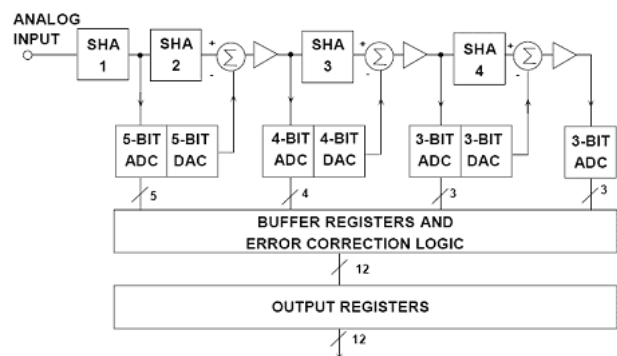 ANALOG
INPUT
SHA
1
SHA
2
+
-
Σ
SHA
3
+
-
Σ
SHA
4
+
-
Σ
5-BIT
ADC
5-BIT
DAC
4-BIT
ADC
4-BIT
DAC
3-BIT
ADC
3-BIT
DAC
3-BIT
ADC
5
4
3
3
BUFFER REGISTERS AND
ERROR CORRECTION LOGIC
12
OUTPUT REGISTERS
12